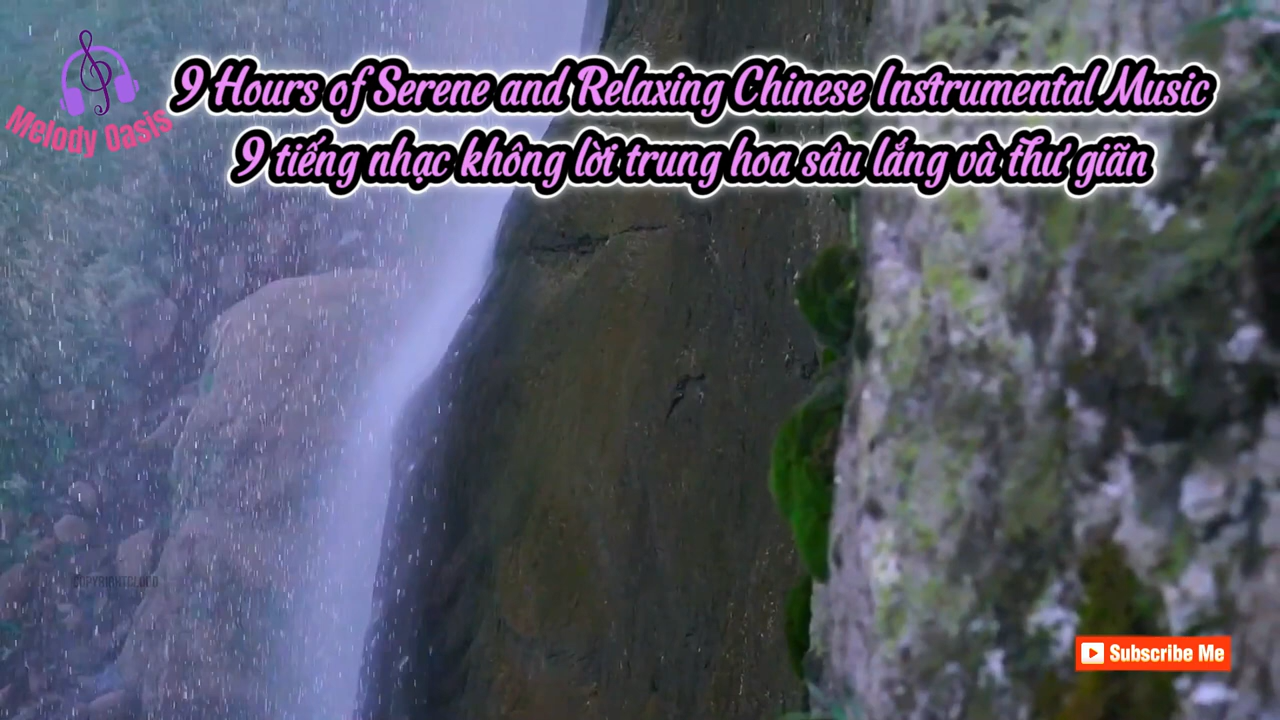 9 Hours of Serene and Relaxing Chinese Instrumental Music
9 tiếng nhạc không lời trung hoa sâu lắng và thư giãn
Melody Oasis
COPYRIGHTCLOUD
Subscribe Me